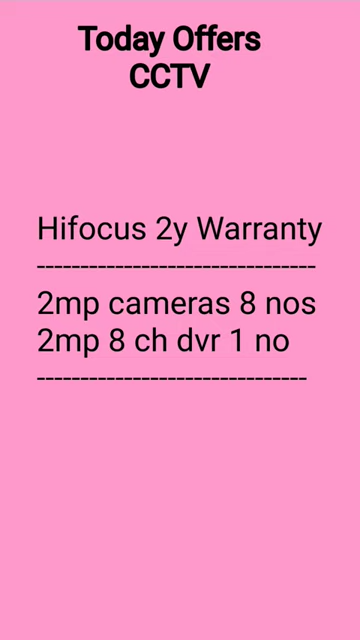 Today Offers
CCTV
Hifocus 2y Warranty
--------------------------------
2mp cameras 8 nos
2mp 8 ch dvr 1 no
-------------------------------